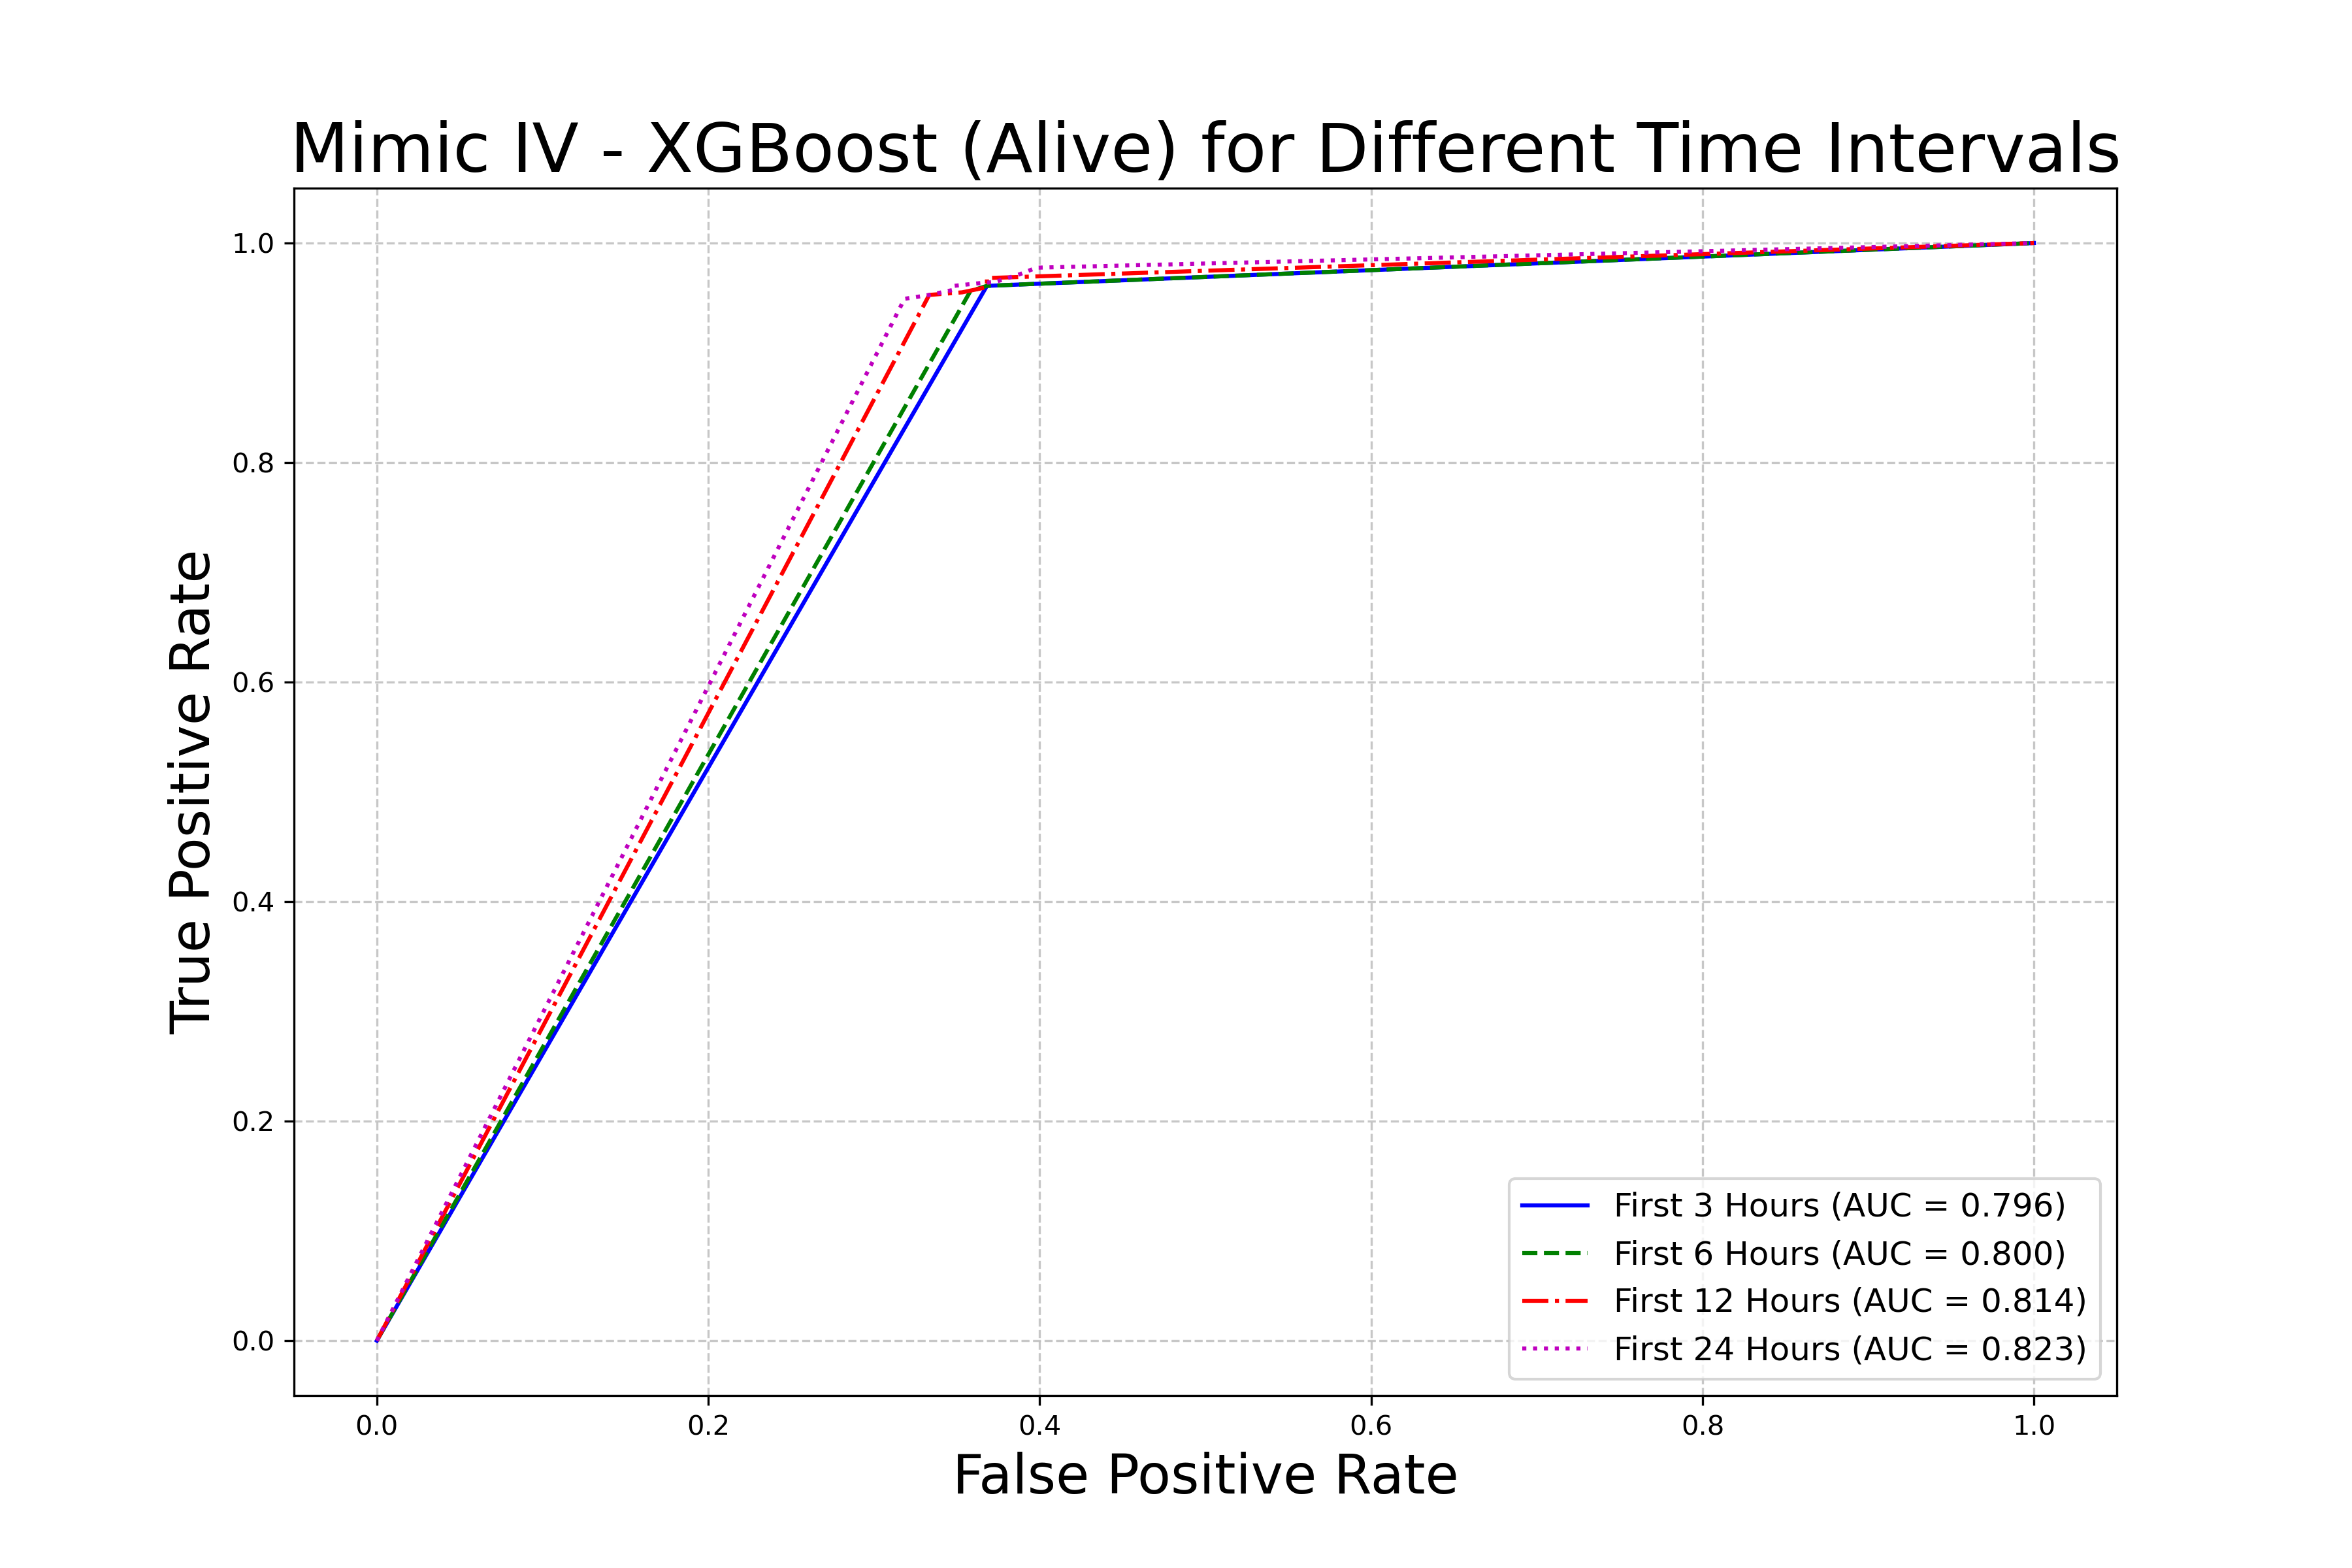 Mimic IV - XGBoost (Alive) for Different Time Intervals
True Positive Rate
1.0
0.8
0.6
0.4
0.2
0.0
0.0 0.2 0.4 0.6 0.8 1.0
False Positive Rate
First 3 Hours (AUC = 0.796)
First 6 Hours (AUC = 0.800)
First 12 Hours (AUC = 0.814)
First 24 Hours (AUC = 0.823)